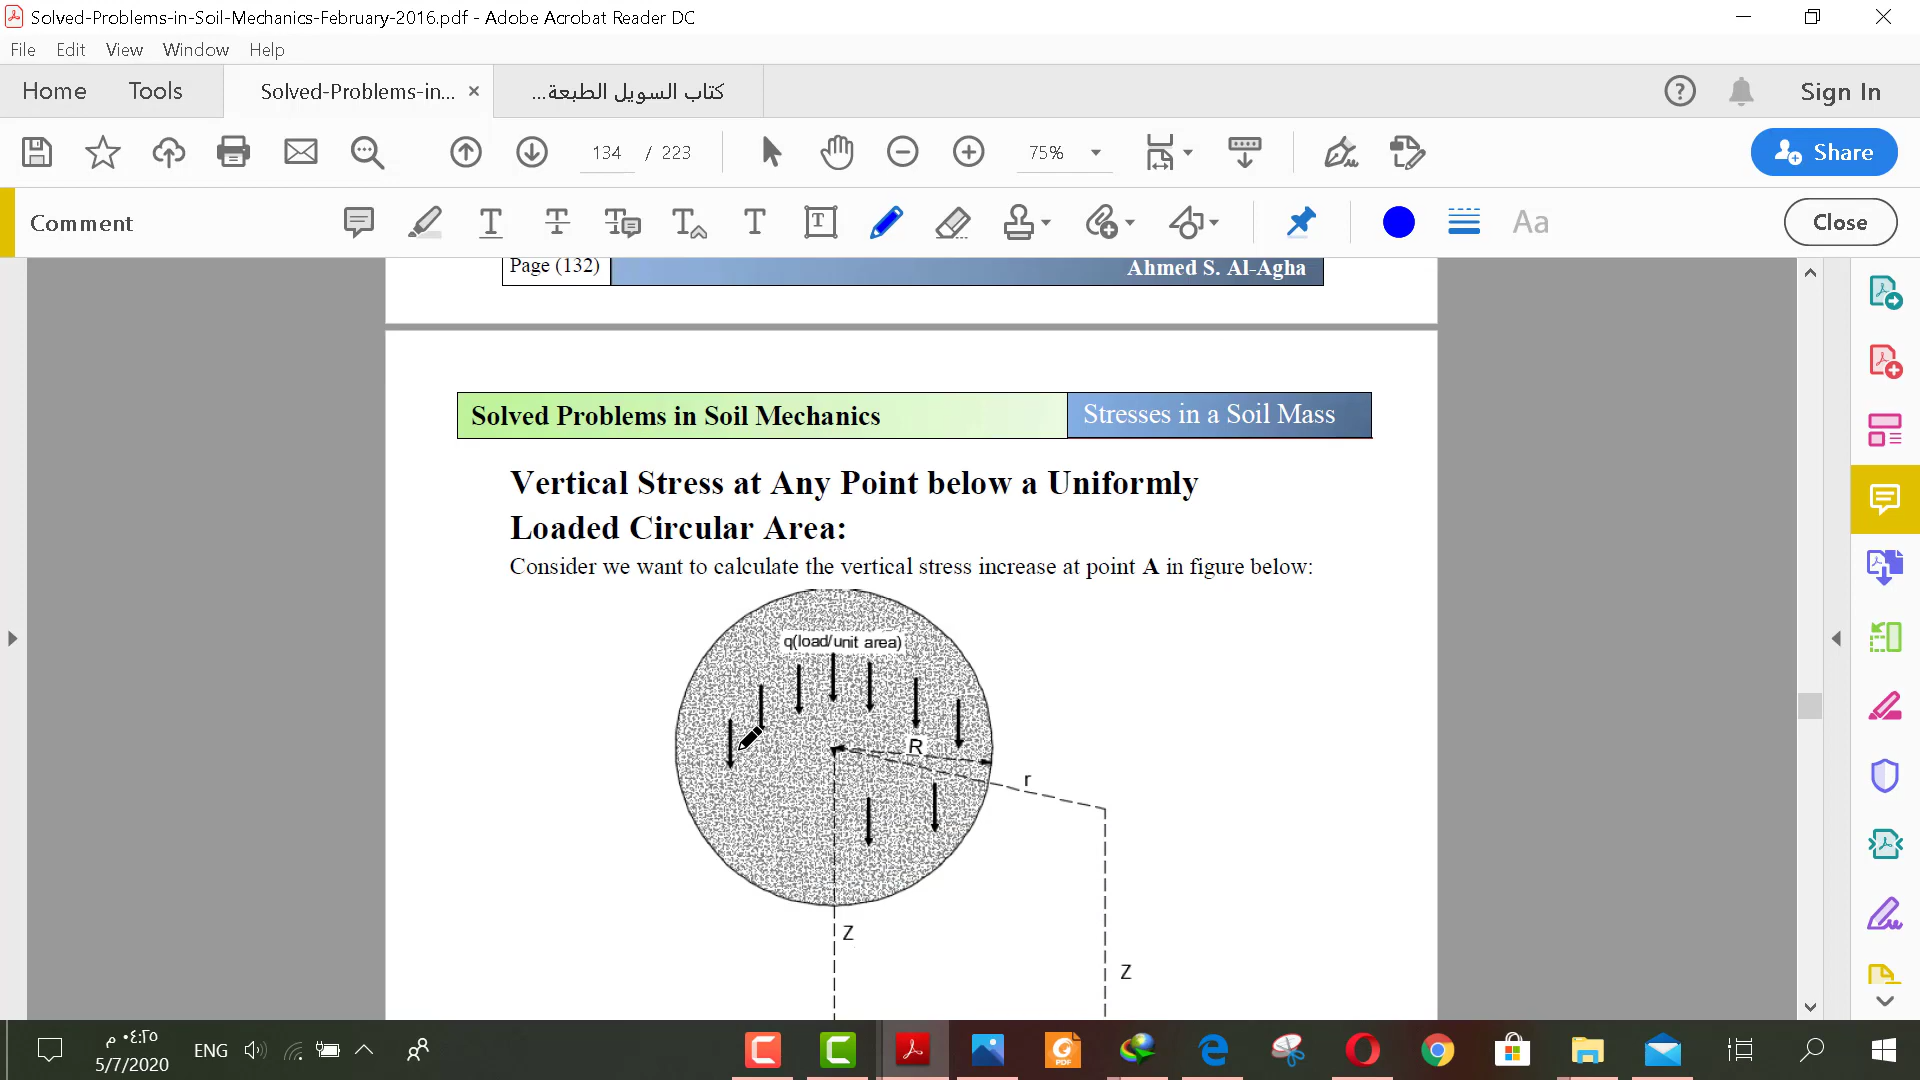 Solved-Problems-in-Soil-Mechanics-February-2016.pdf - Adobe Acrobat Reader DC
File Edit View Window Help
Home Tools Solved-Problems-in... × كتاب السويل الطبعة... Sign In
134 / 223 75% Share
Comment Aa Close
Page (132) Ahmed S. Al-Agha
Solved Problems in Soil Mechanics Stresses in a Soil Mass
Vertical Stress at Any Point below a Uniformly
Loaded Circular Area:
Consider we want to calculate the vertical stress increase at point A in figure below:
q(load/unit area)
R
r
Z
Z
٠٤:٢٥ م
ENG
5/7/2020